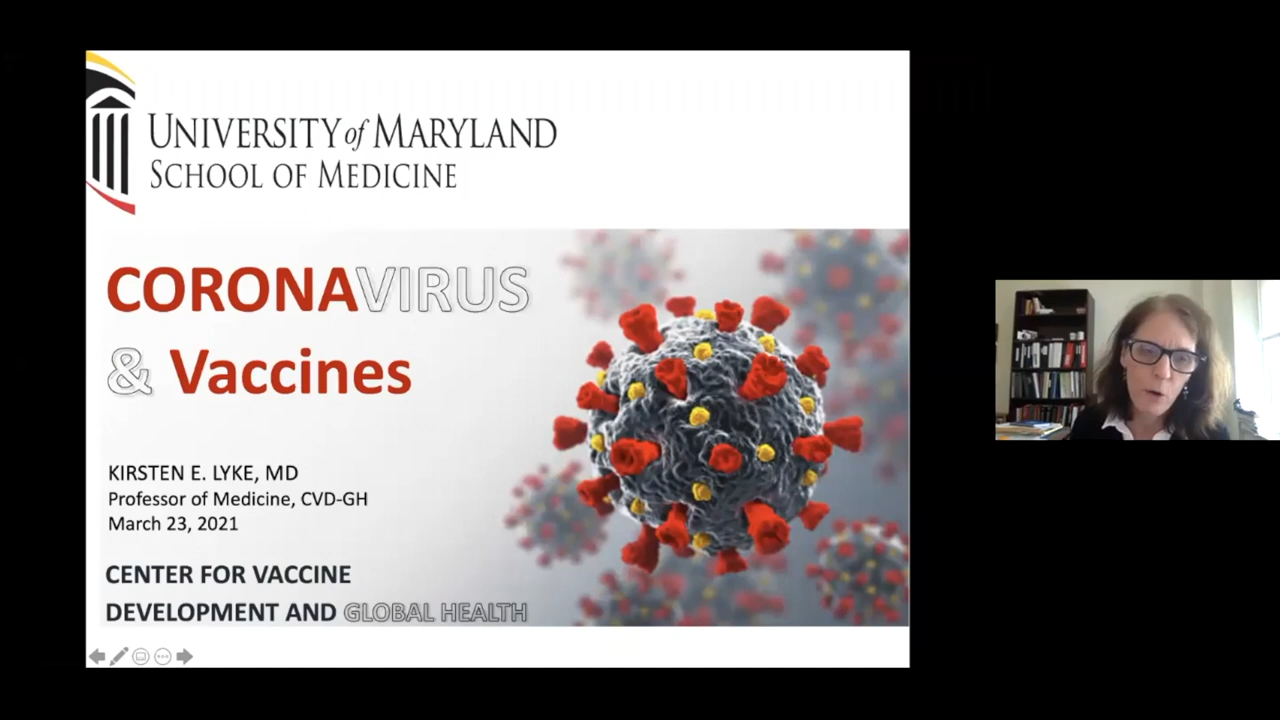 UNIVERSITY of MARYLAND
SCHOOL OF MEDICINE
CORONAVIRUS
& Vaccines
KIRSTEN E. LYKE, MD
Professor of Medicine, CVD-GH
March 23, 2021
CENTER FOR VACCINE
DEVELOPMENT AND GLOBAL HEALTH